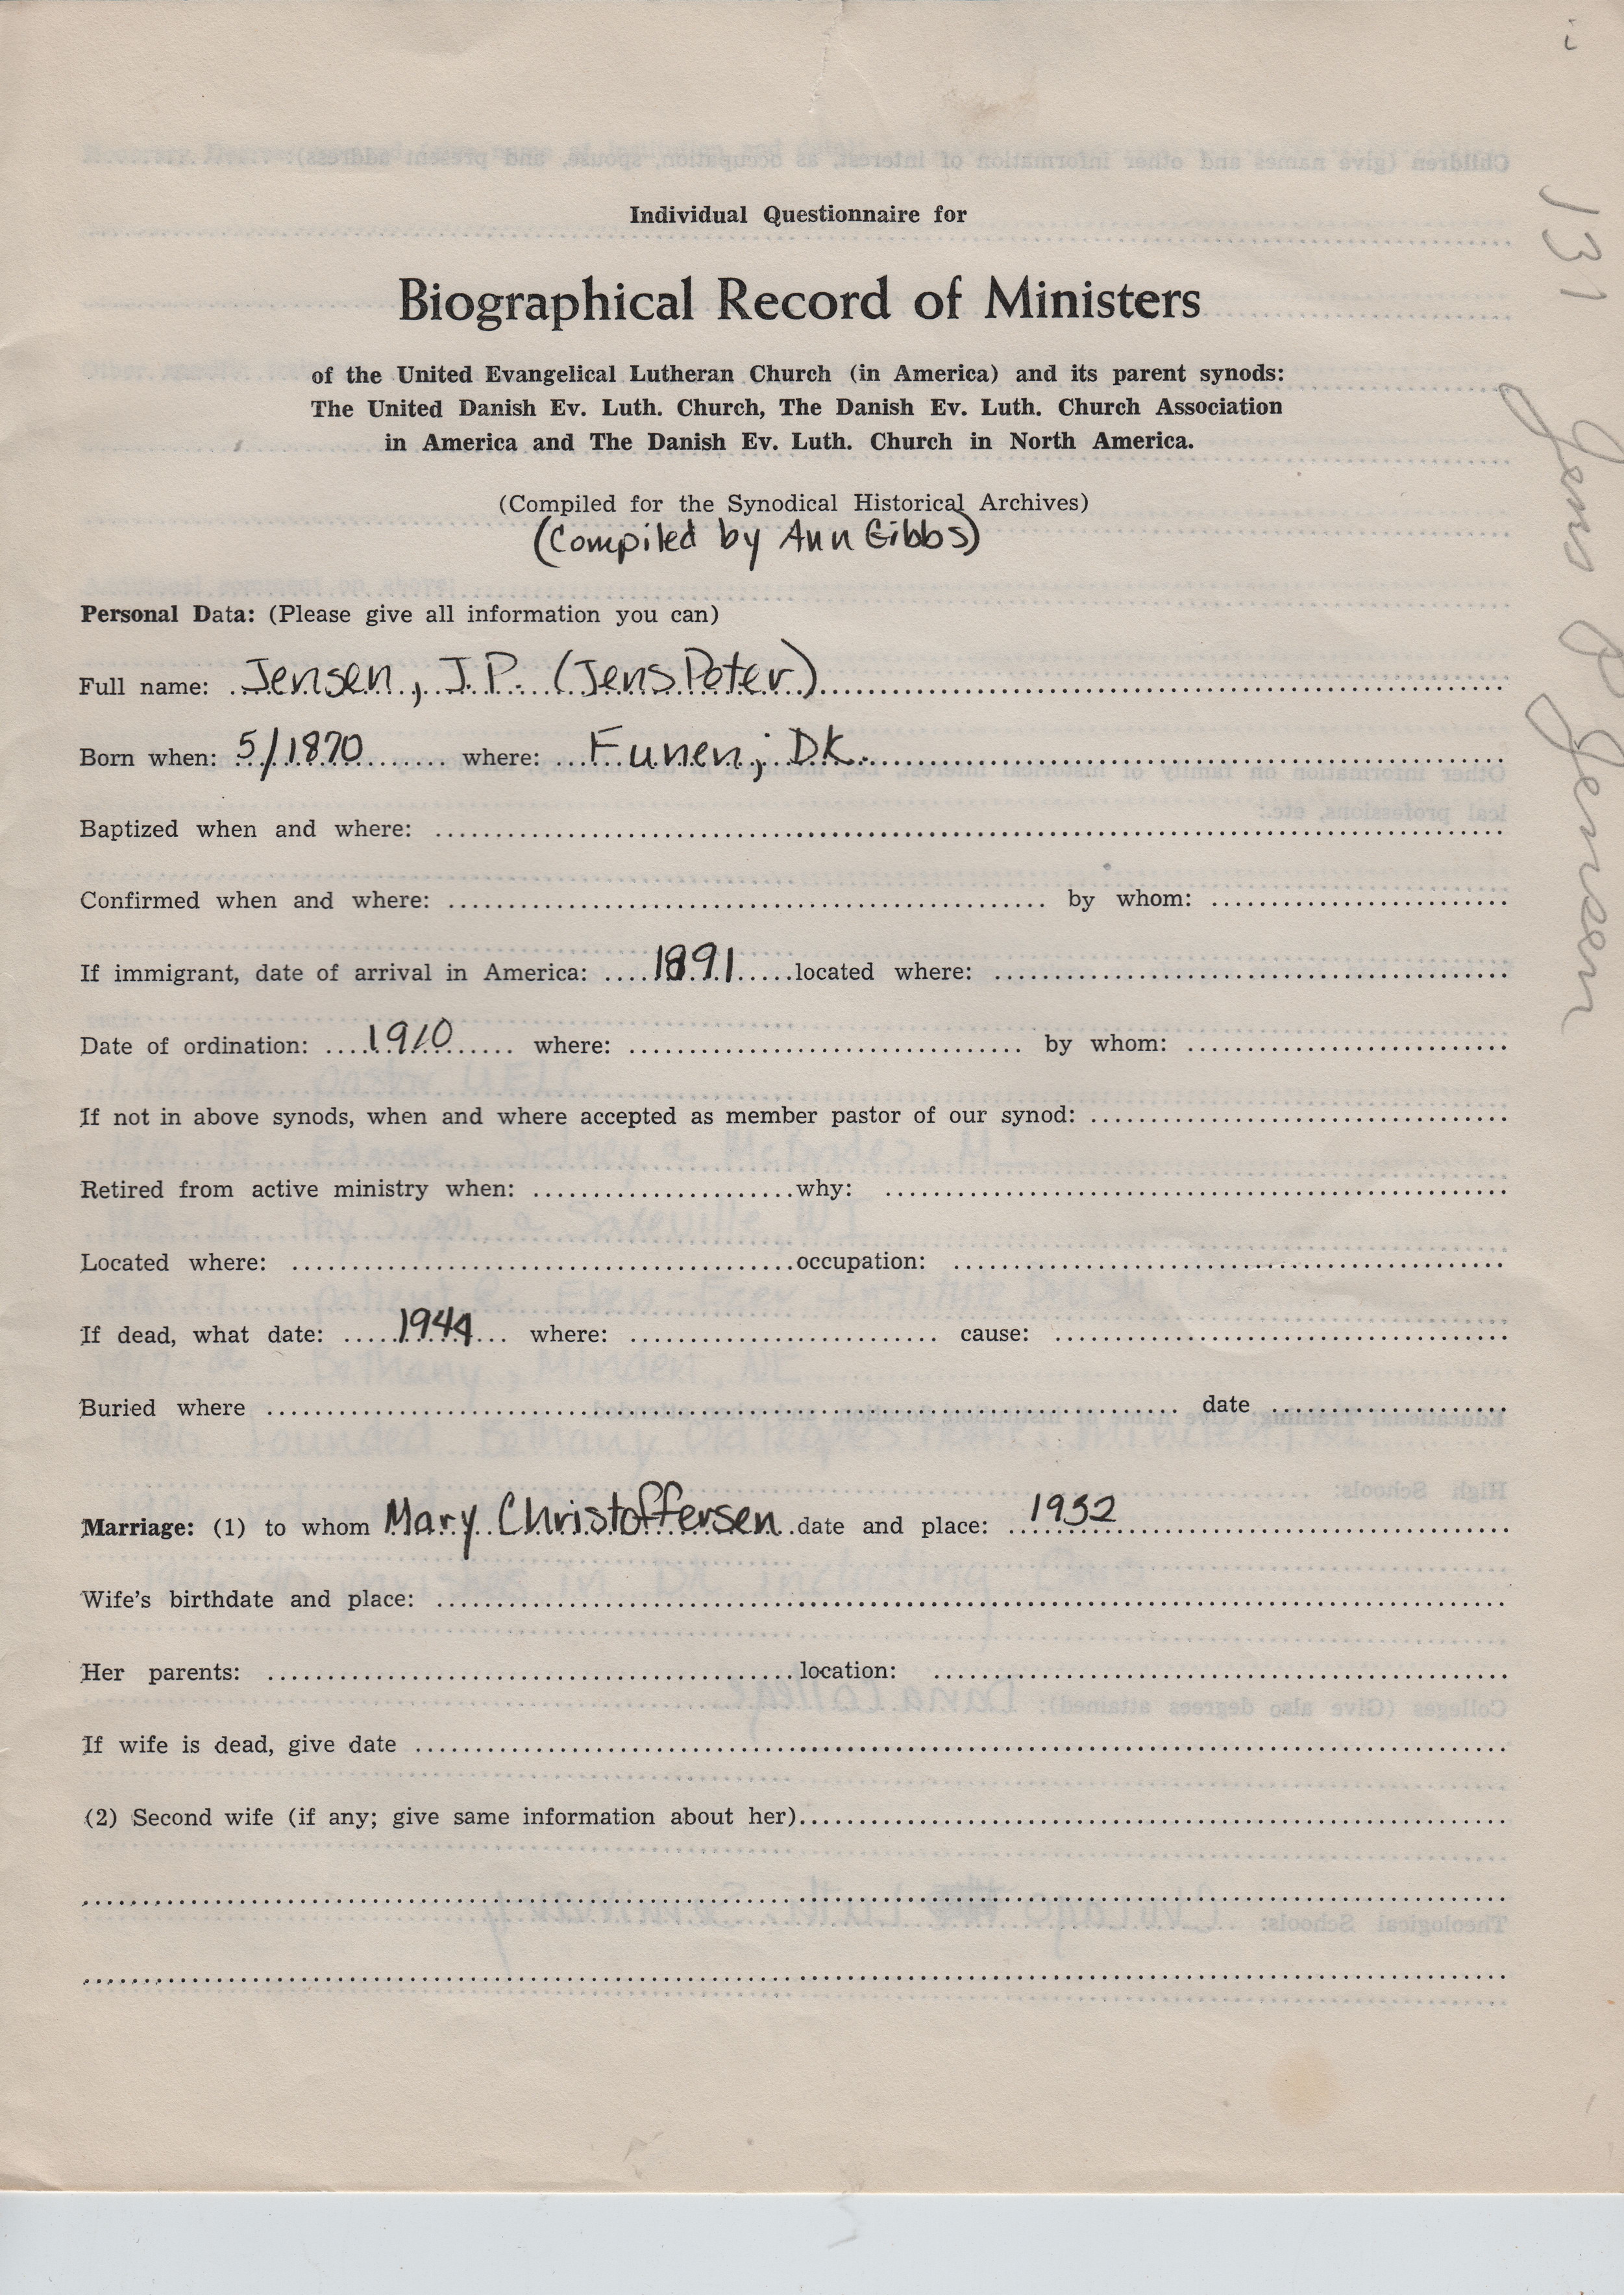 i
131 Jens P Jensen
Individual Questionnaire for
Biographical Record of Ministers
of the United Evangelical Lutheran Church (in America) and its parent synods:
The United Danish Ev. Luth. Church, The Danish Ev. Luth. Church Association
in America and The Danish Ev. Luth. Church in North America.
(Compiled for the Synodical Historical Archives)
(Compiled by Ann Gibbs)
Personal Data: (Please give all information you can)
Full name: Jensen, J.P. (Jens Peter)
Born when: 5/1870 where: Funen; DK.
Baptized when and where:
Confirmed when and where: by whom:
If immigrant, date of arrival in America: 1891 located where:
Date of ordination: 1910 where: by whom:
If not in above synods, when and where accepted as member pastor of our synod:
Retired from active ministry when: why:
Located where: occupation:
If dead, what date: 1944 where: cause:
Buried where date
Marriage: (1) to whom Mary Christoffersen date and place: 1932
Wife's birthdate and place:
Her parents: location:
If wife is dead, give date
(2) Second wife (if any; give same information about her)